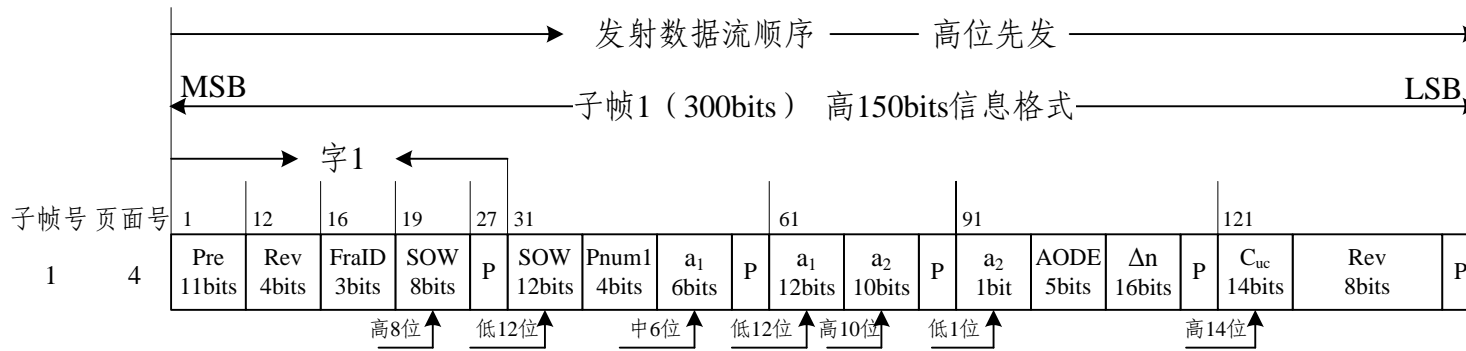 发射数据流顺序 高位先发
MSB
LSB
子帧1（300bits） 高150bits信息格式
字1
子帧号 页面号 1 12 16 19 27 31 61 91 121
1 4 Pre 11bits Rev 4bits FraID 3bits SOW 8bits P SOW 12bits Pnum1 4bits a₁ 6bits P a₁ 12bits a₂ 10bits P a₂ 1bit AODE 5bits Δn 16bits P Cuc 14bits Rev 8bits P
高8位 低12位 中6位 低12位 高10位 低1位 高14位